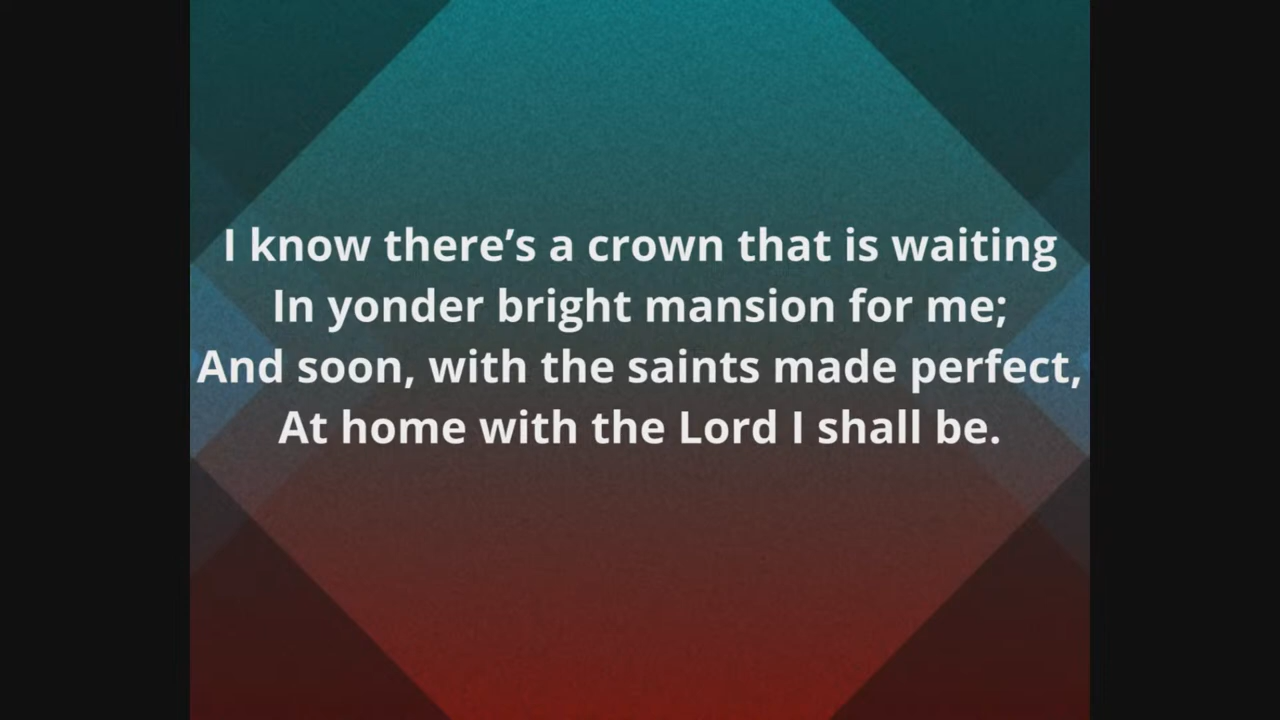 I know there’s a crown that is waiting
In yonder bright mansion for me;
And soon, with the saints made perfect,
At home with the Lord I shall be.